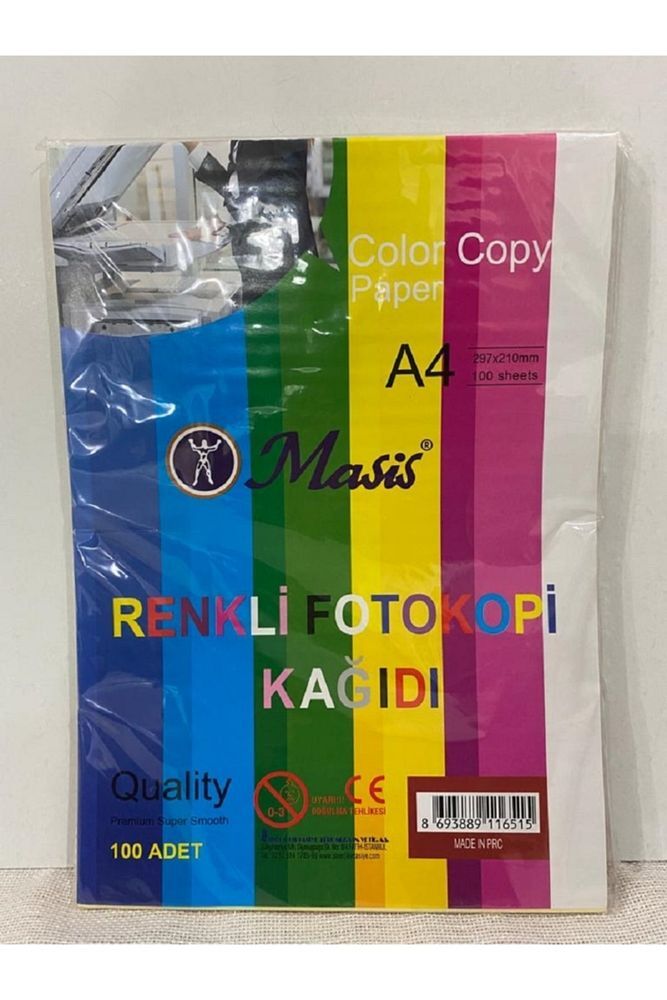 Color Copy
Paper
A4
297x210mm
100 sheets
Masis®
RENKLİ FOTOKOPİ
KAĞIDI
Quality
Premium Super Smooth
100 ADET
0-3
UYARI!!!
BOĞULMA TEHLİKESİ
CE
8 693889 116515
MADE IN PRC